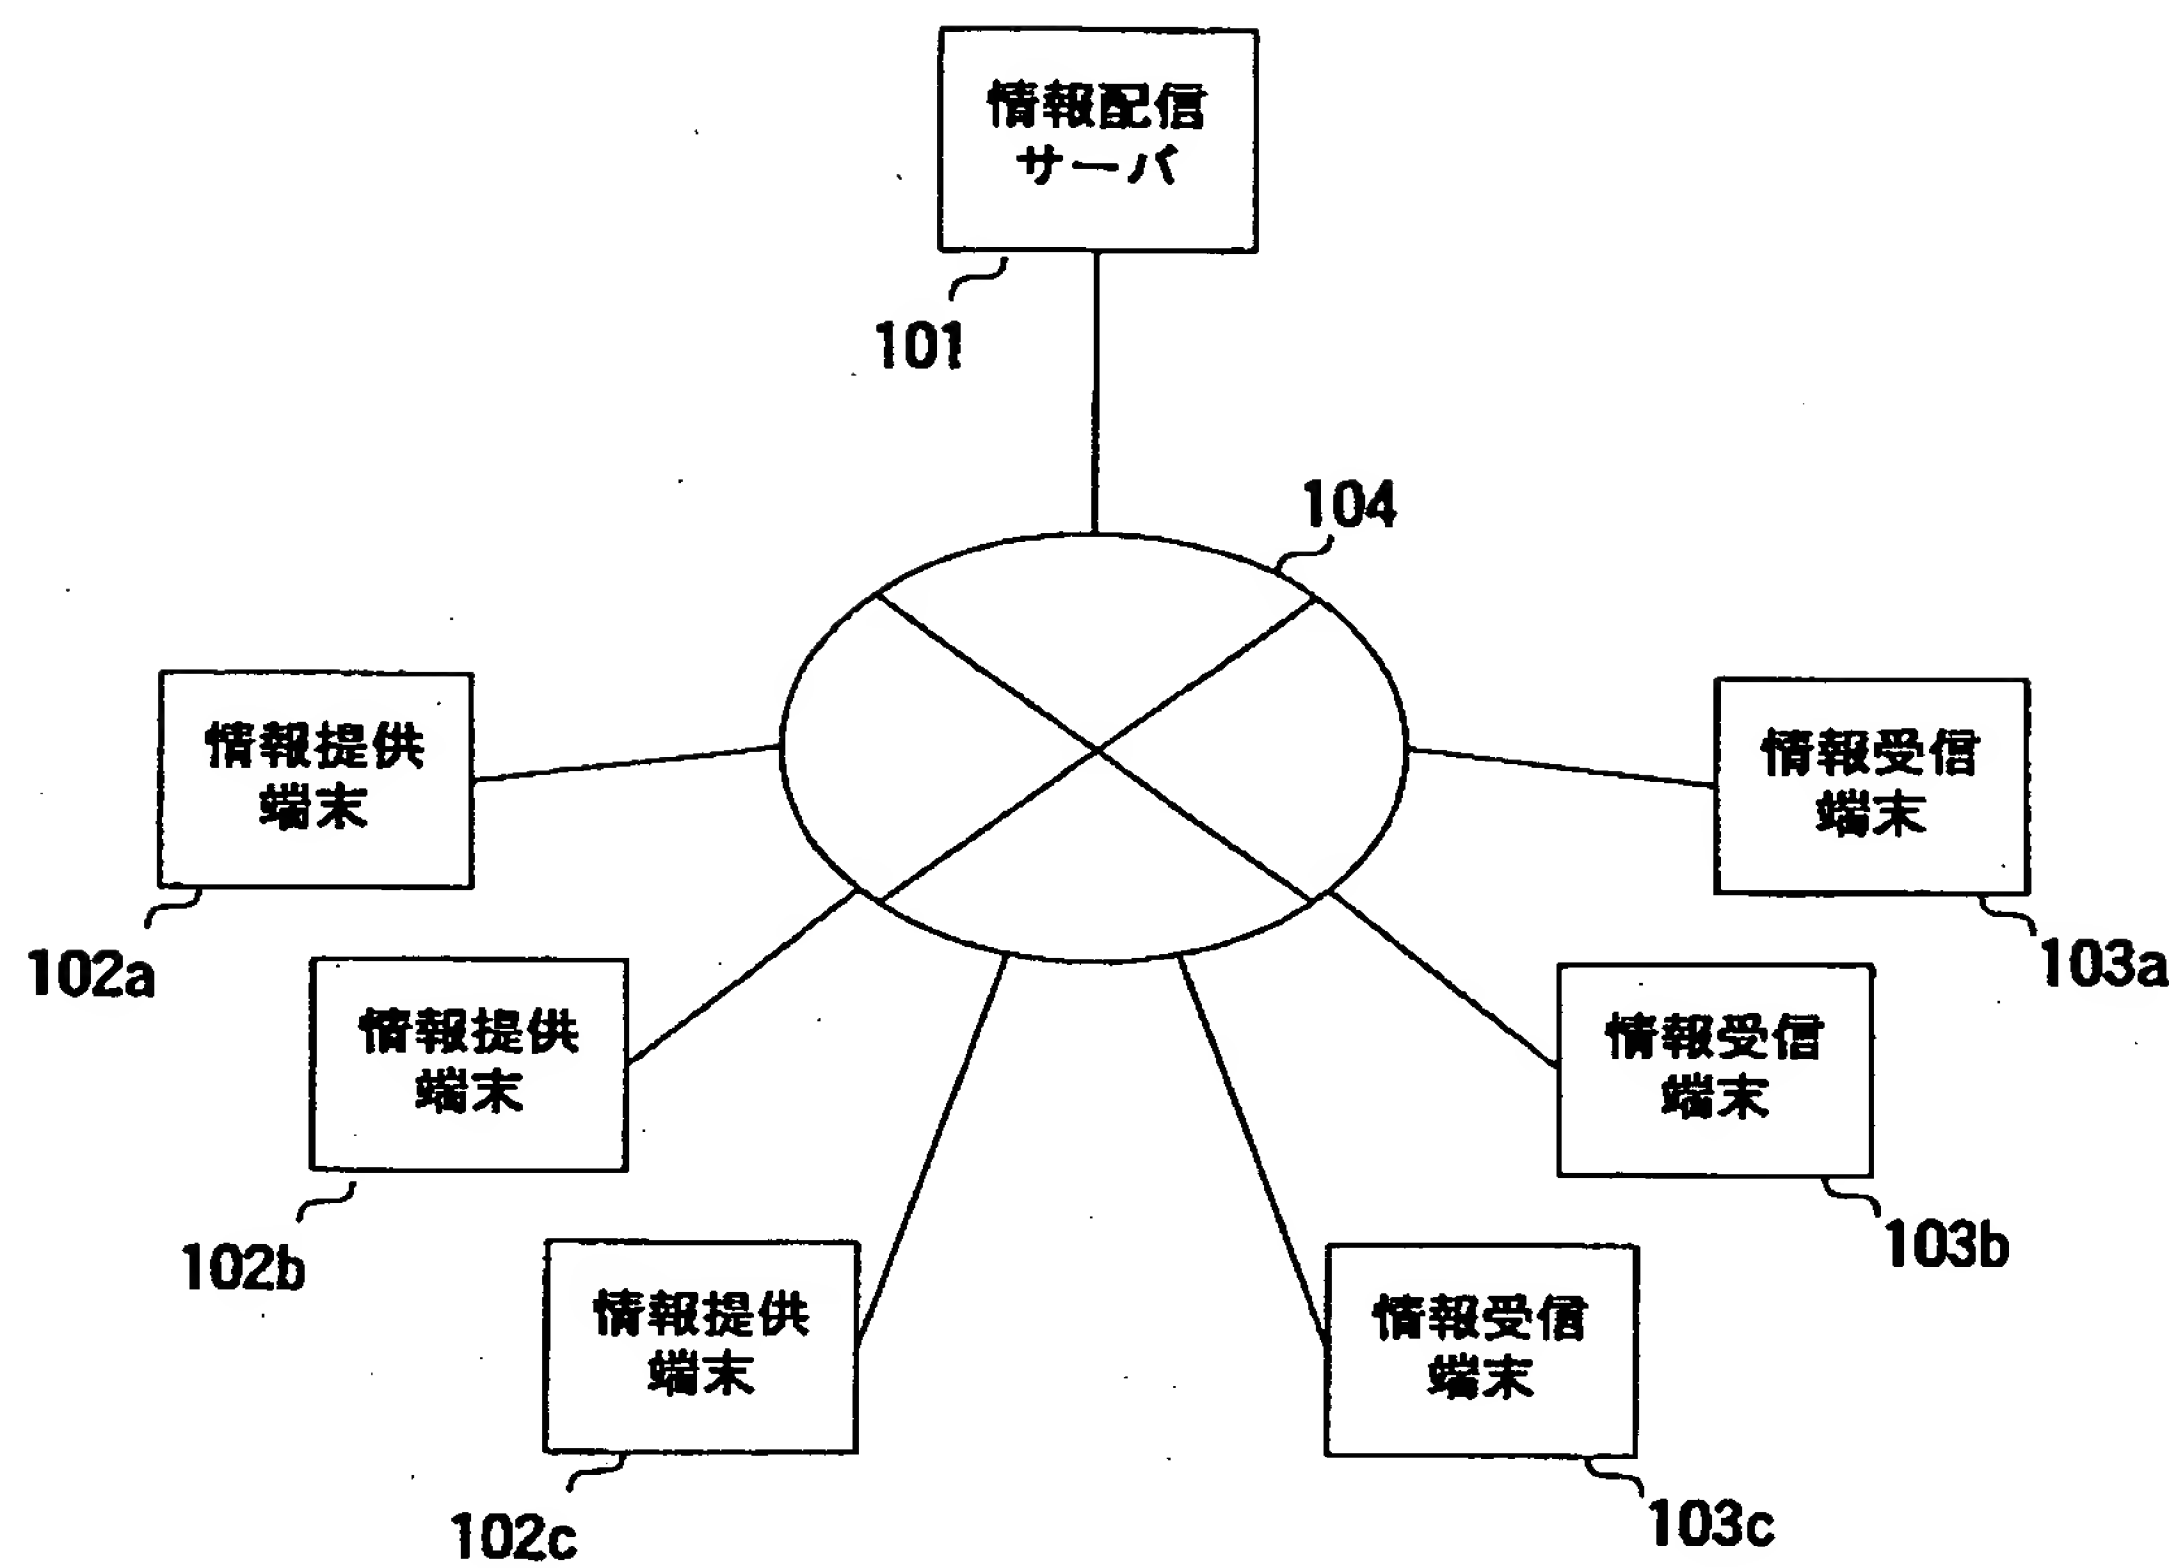 情報配信
サーバ
101
104
情報提供
端末
102a
情報受信
端末
103a
情報提供
端末
102b
情報受信
端末
103b
情報提供
端末
102c
情報受信
端末
103c